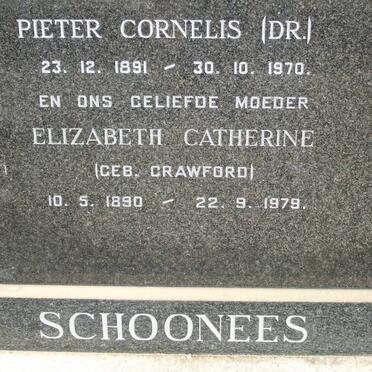 PIETER CORNELIS (DR.)
23. 12. 1891 - 30. 10. 1970.
EN ONS GELIEFDE MOEDER
ELIZABETH CATHERINE
(GEB. CRAWFORD)
10. 5. 1890 - 22. 9. 1979.
SCHOONEES